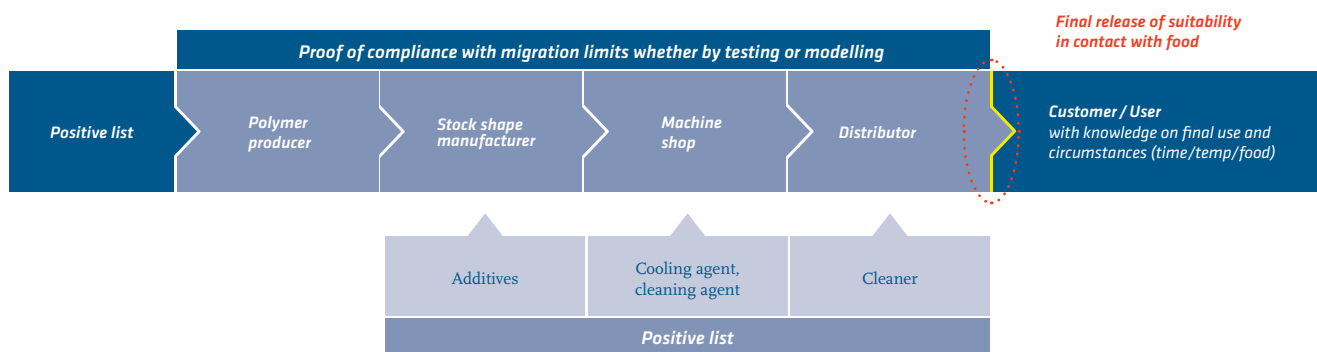 Final release of suitability
in contact with food
Proof of compliance with migration limits whether by testing or modelling
Positive list
Polymer
producer
Stock shape
manufacturer
Machine
shop
Distributor
Customer / User
with knowledge on final use and
circumstances (time/temp/food)
Additives
Cooling agent,
cleaning agent
Cleaner
Positive list